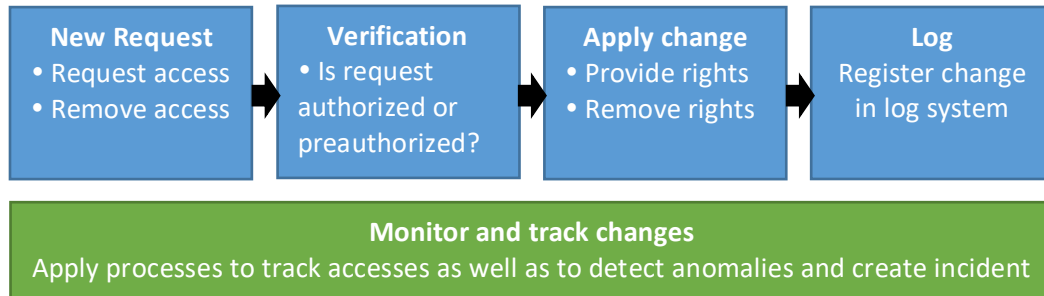 New Request
• Request access
• Remove access
Verification
• Is request
authorized or
preauthorized?
Apply change
• Provide rights
• Remove rights
Log
Register change
in log system
Monitor and track changes
Apply processes to track accesses as well as to detect anomalies and create incident